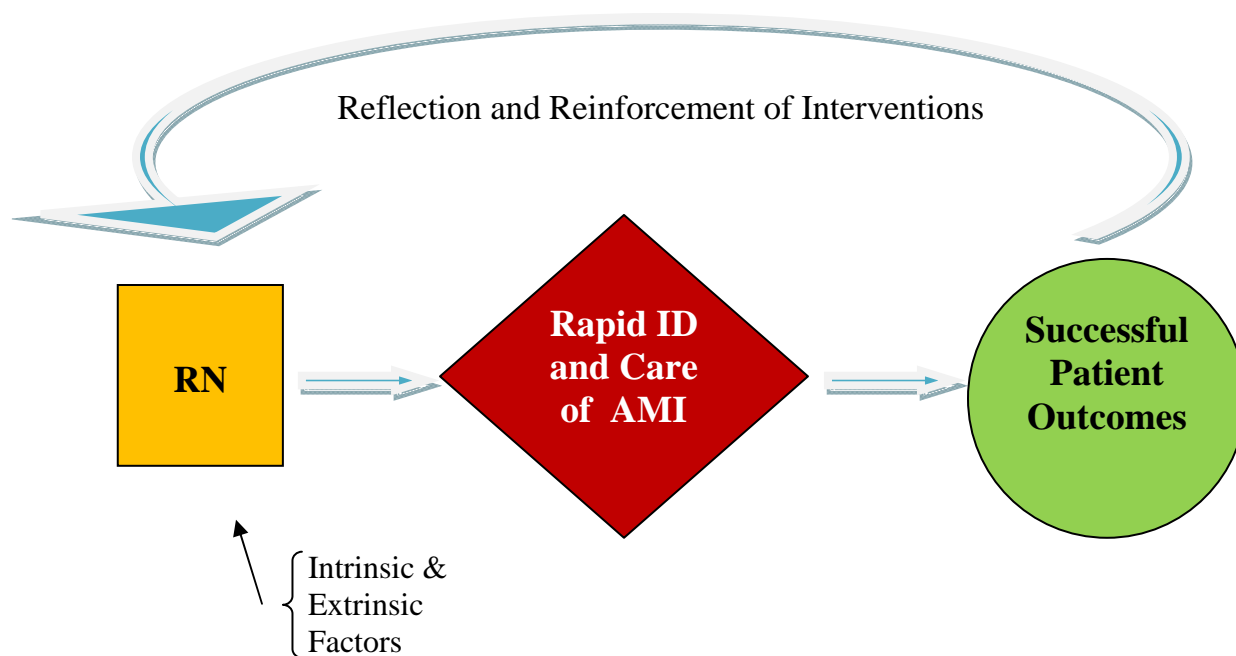 Reflection and Reinforcement of Interventions
RN
Rapid ID
and Care
of AMI
Successful
Patient
Outcomes
Intrinsic &
Extrinsic
Factors